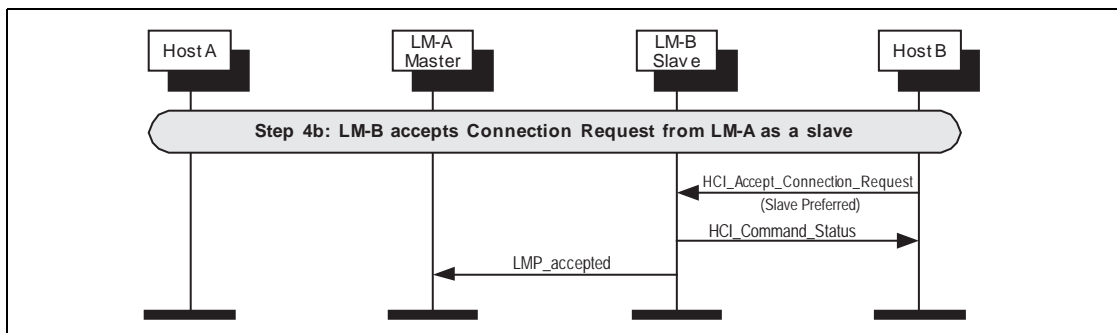 Host A
LM-A
Master
LM-B
Slave
Host B
Step 4b: LM-B accepts Connection Request from LM-A as a slave
HCI_Accept_Connection_Request
(Slave Preferred)
HCI_Command_Status
LMP_accepted